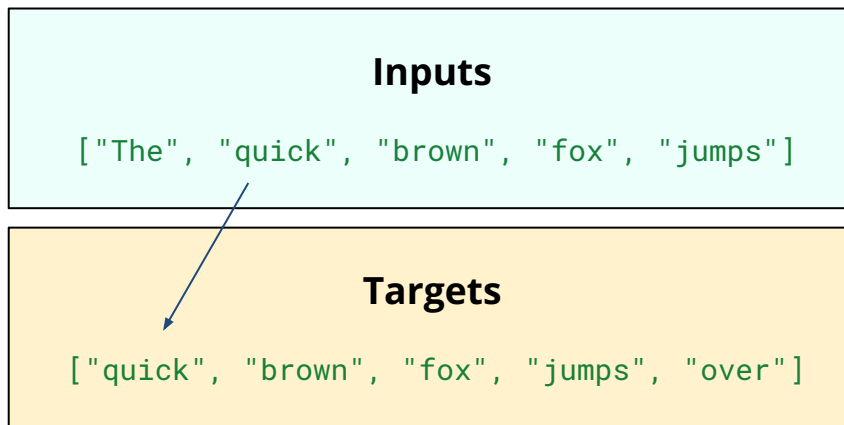 Inputs
["The", "quick", "brown", "fox", "jumps"]
Targets
["quick", "brown", "fox", "jumps", "over"]